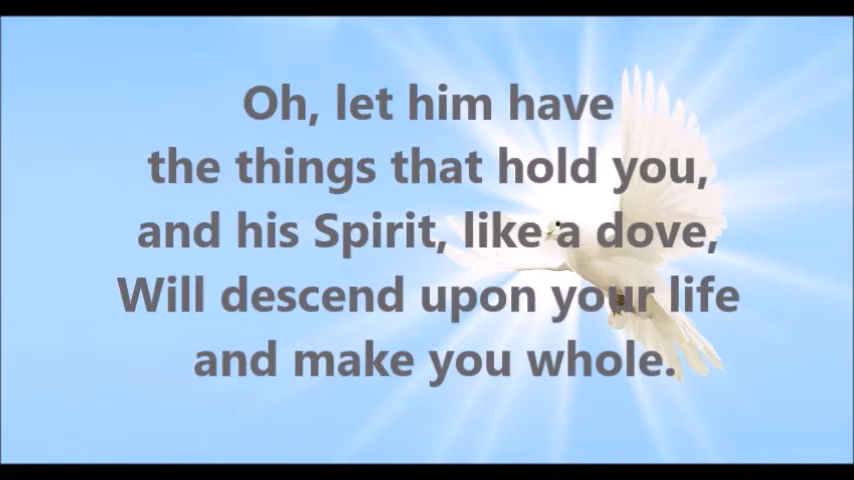 Oh, let him have
the things that hold you,
and his Spirit, like a dove,
Will descend upon your life
and make you whole.